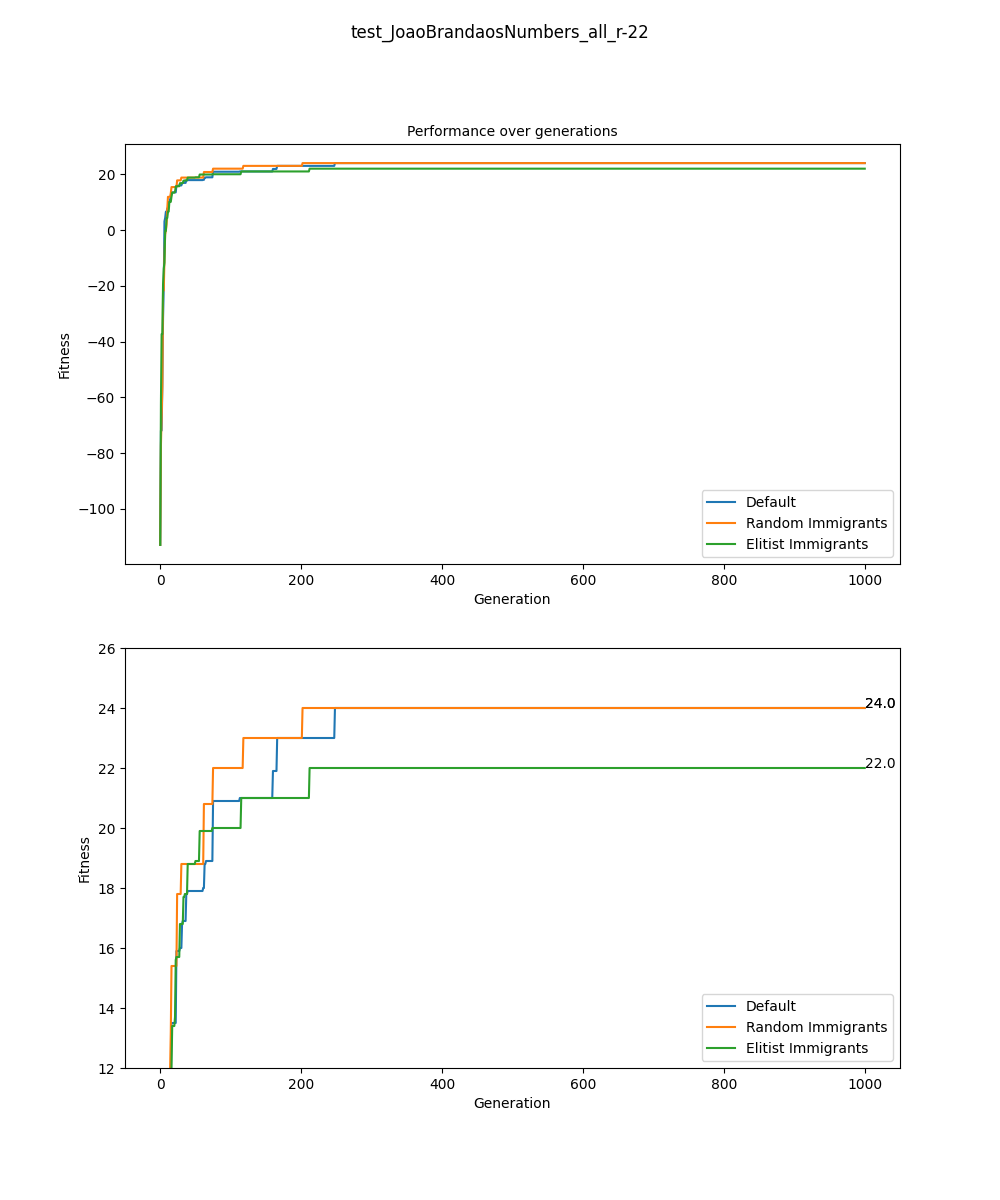 test_JoaoBrandaosNumbers_all_r-22
Performance over generations
20
0
−20
−40
−60
−80
−100
Fitness
0 200 400 600 800 1000
Generation
Default
Random Immigrants
Elitist Immigrants
26
24
22
20
18
16
14
12
Fitness
24.0
22.0
0 200 400 600 800 1000
Generation
Default
Random Immigrants
Elitist Immigrants